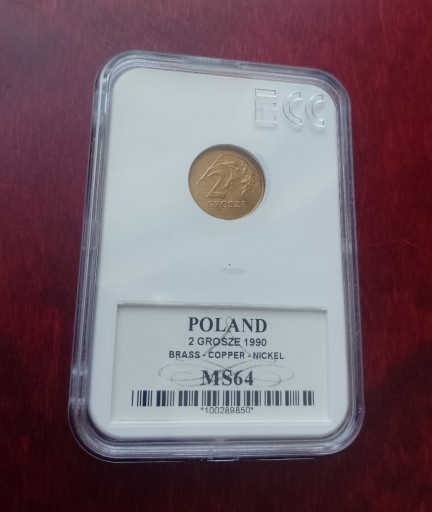 ECC
2
GROSZE
POLAND
2 GROSZE 1990
BRASS - COPPER - NICKEL
MS64
*100289850*